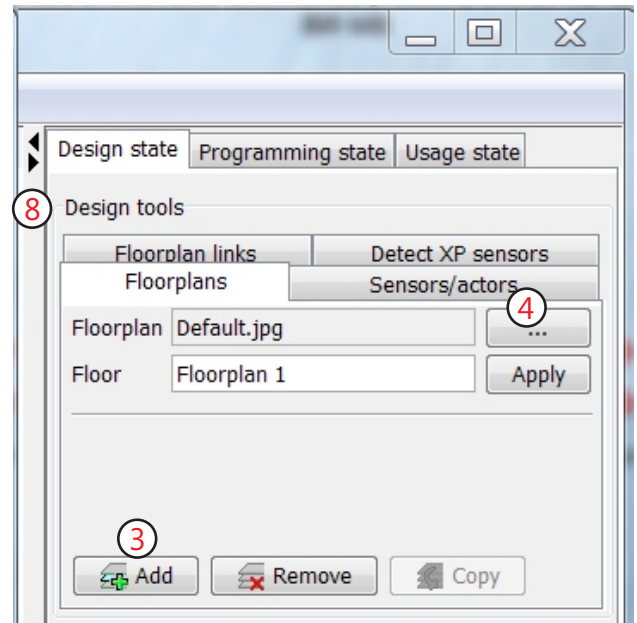 Design state Programming state Usage state
8 Design tools
Floorplan links Detect XP sensors
Floorplans Sensors/actors
4
Floorplan Default.jpg ...
Floor Floorplan 1 Apply
3
Add Remove Copy